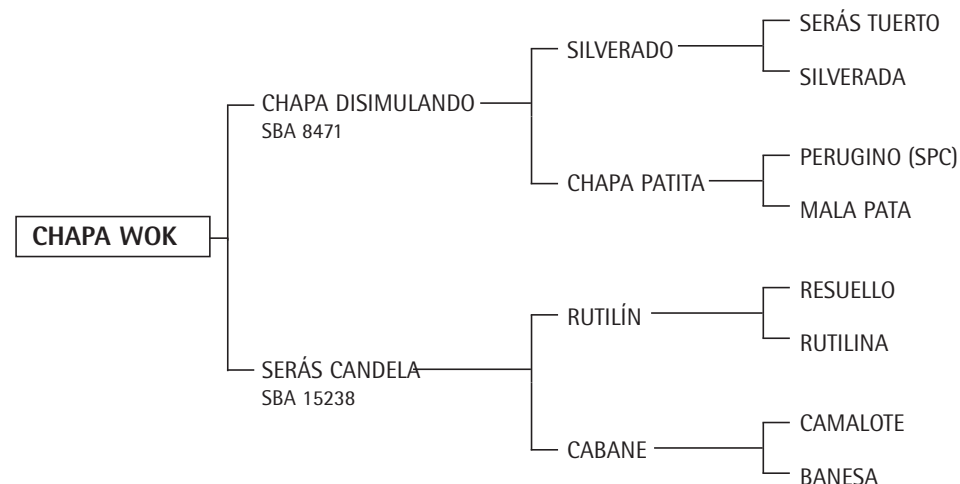 SERÁS TUERTO
SILVERADO
SILVERADA
CHAPA DISIMULANDO
SBA 8471
PERUGINO (SPC)
CHAPA PATITA
MALA PATA
CHAPA WOK
RESUELLO
RUTILÍN
RUTILINA
SERÁS CANDELA
SBA 15238
CAMALOTE
CABANE
BANESA